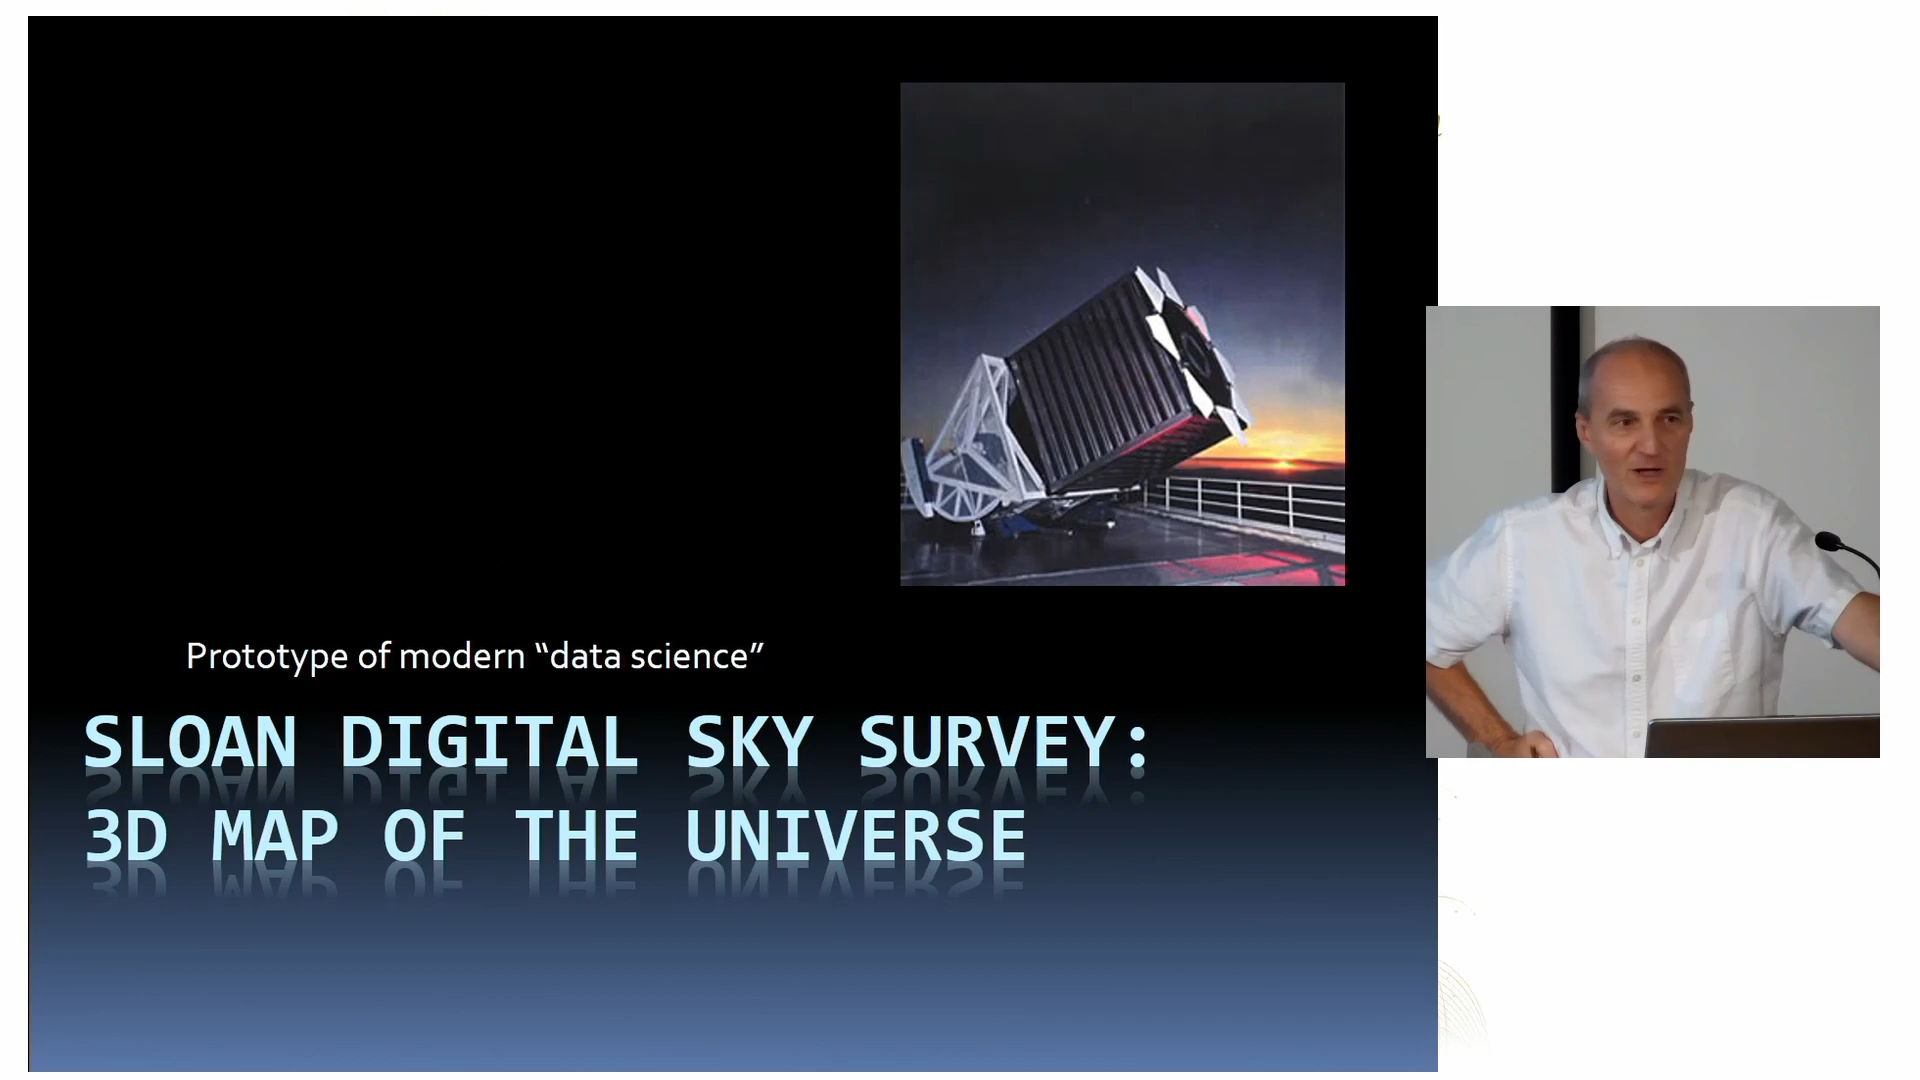 Prototype of modern “data science”
SLOAN DIGITAL SKY SURVEY:
3D MAP OF THE UNIVERSE